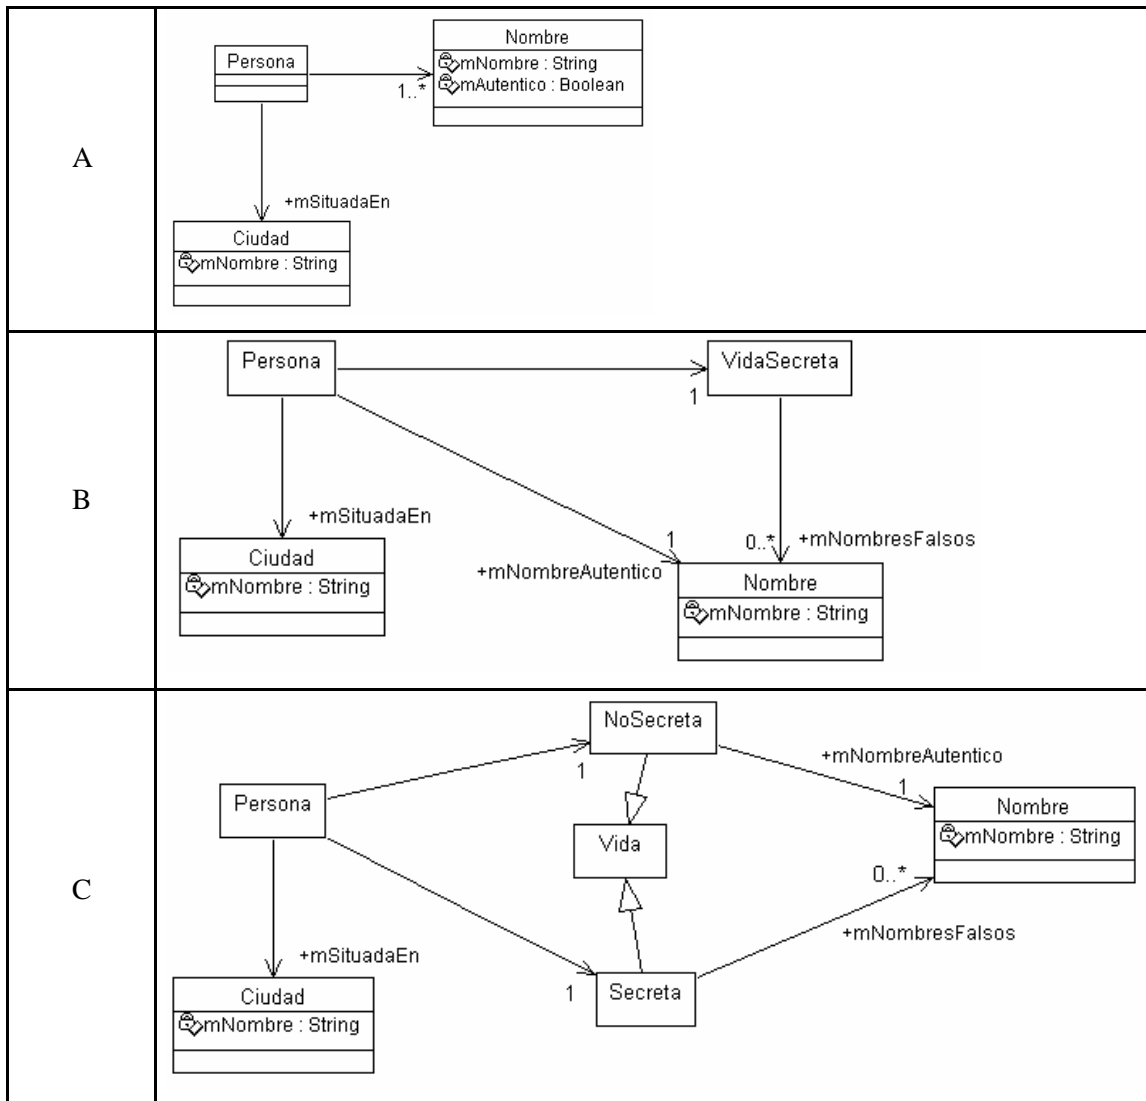 A
Persona
Nombre
mNombre : String
mAutentico : Boolean
1..*
+mSituadaEn
Ciudad
mNombre : String
B
Persona
VidaSecreta
1
+mSituadaEn
1
0..*
+mNombresFalsos
+mNombreAutentico
Ciudad
mNombre : String
Nombre
mNombre : String
C
NoSecreta
1
+mNombreAutentico
1
Persona
Vida
Nombre
mNombre : String
0..*
+mNombresFalsos
+mSituadaEn
1
Secreta
Ciudad
mNombre : String